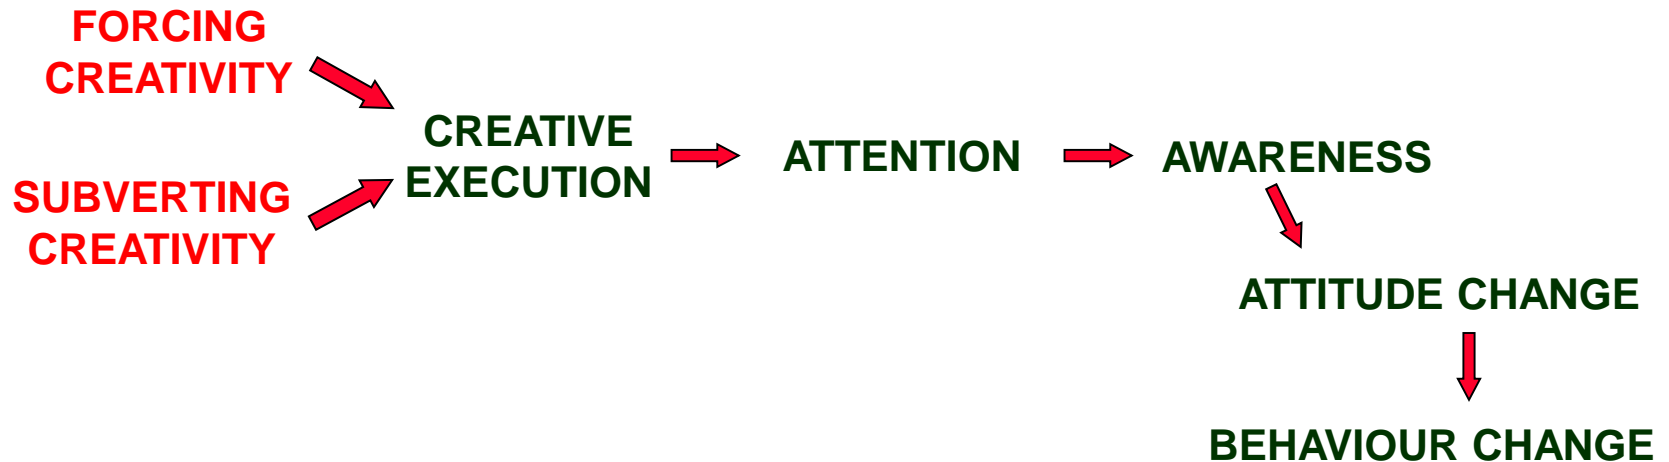 FORCING
CREATIVITY
SUBVERTING
CREATIVITY
CREATIVE
EXECUTION
ATTENTION
AWARENESS
ATTITUDE CHANGE
BEHAVIOUR CHANGE